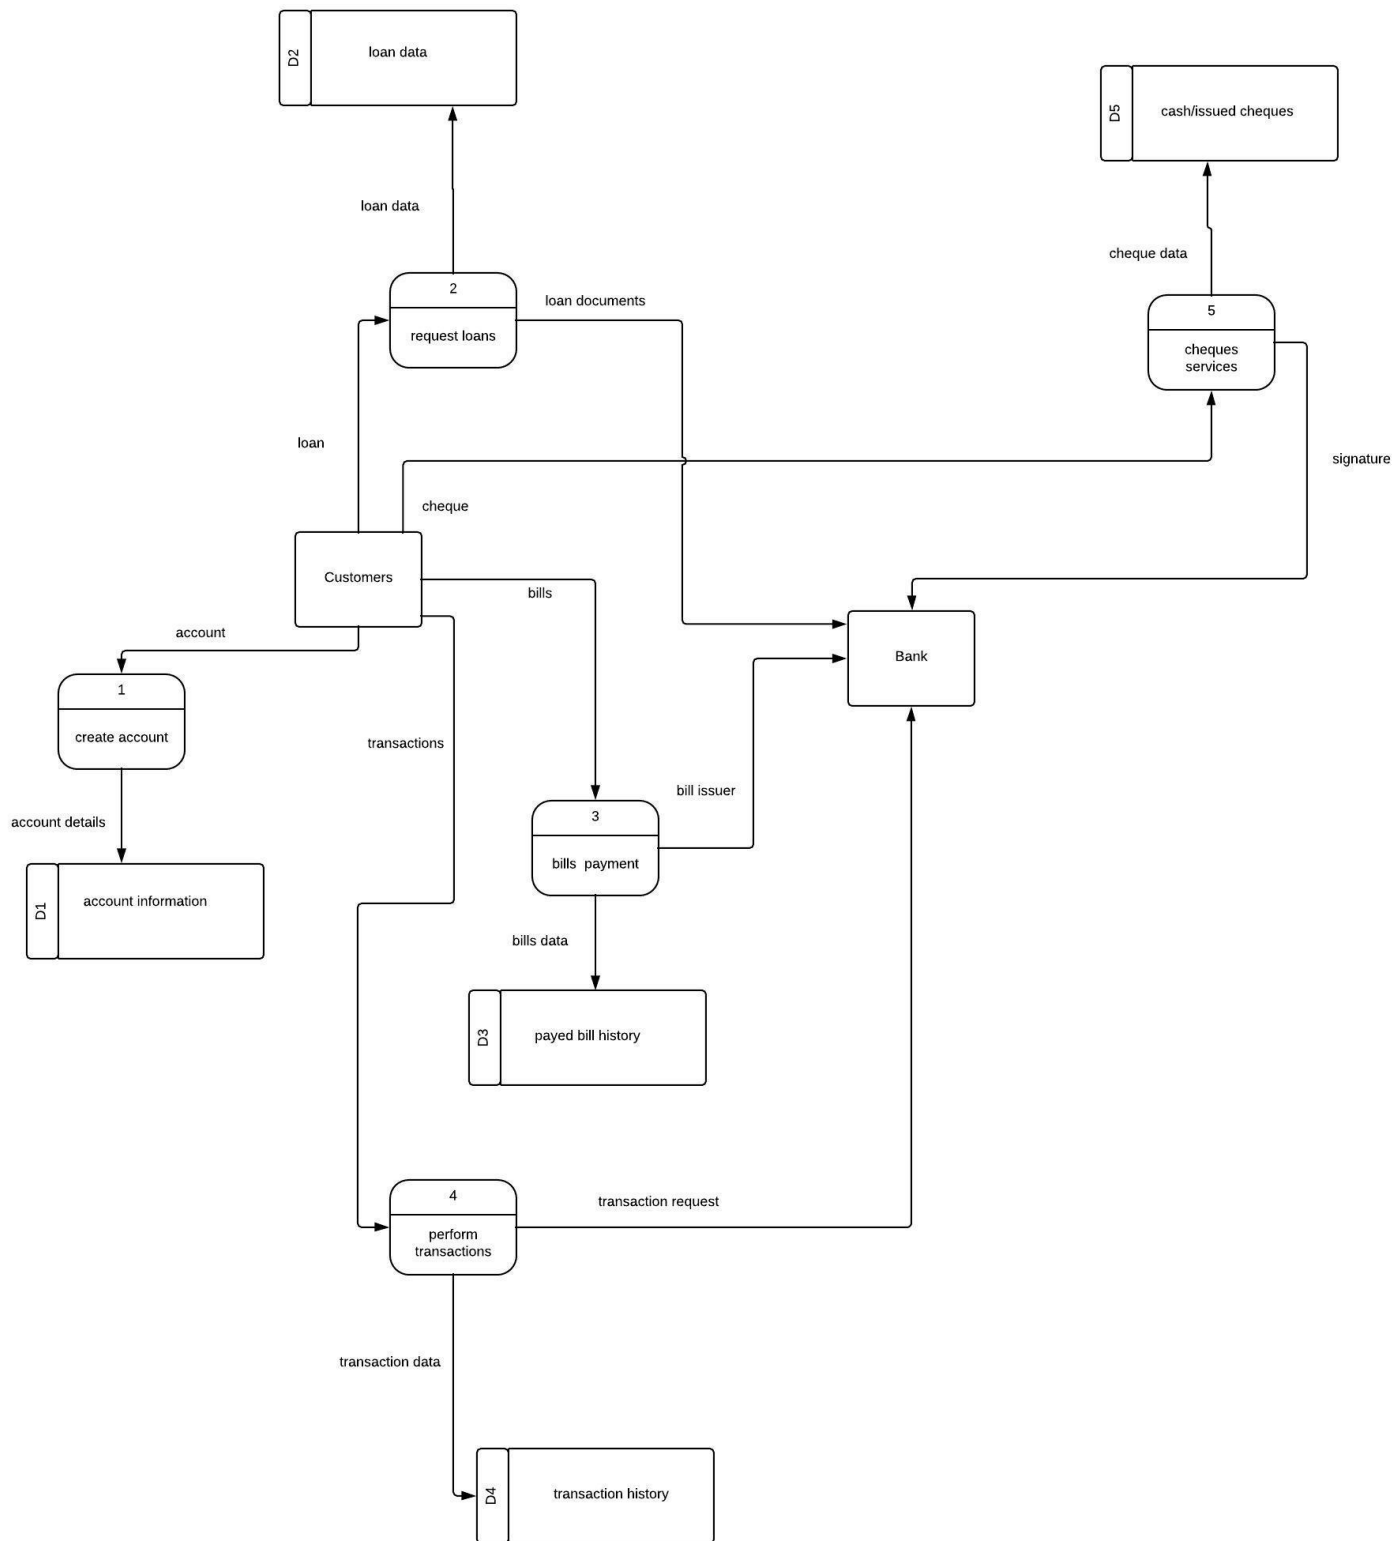 D2
loan data
D5
cash/issued cheques
loan data
cheque data
2
request loans
loan documents
5
cheques
services
loan
signature
cheque
Customers
bills
account
Bank
1
create account
transactions
bill issuer
3
bills  payment
account details
D1
account information
bills data
D3
payed bill history
4
perform
transactions
transaction request
transaction data
D4
transaction history